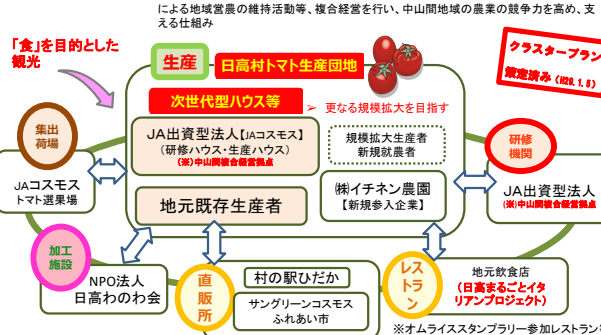 による地域営農の維持活動等、複合経営を行い、中山間地域の農業の競争力を高め、支
える仕組み
「食」を目的とした
観光
生産
日高村トマト生産団地
クラスタープラン
策定済み（H28.1.5）
次世代型ハウス等
➢ 更なる規模拡大を目指す
集出
荷場
JA出資型法人【JAコスモス】
（研修ハウス・生産ハウス）
（※）中山間複合経営拠点
規模拡大生産者
新規就農者
研修
機関
JAコスモス
トマト選果場
地元既存生産者
㈱イチネン農園
【新規参入企業】
JA出資型法人
（※）中山間複合経営拠点
加工
施設
NPO法人
日高わのわ会
直
販
所
村の駅ひだか
サングリーンコスモス
ふれあい市
レス
トラ
ン
地元飲食店
（日高まるごとイタ
リアンプロジェクト）
※オムライススタンプラリー参加レストラン